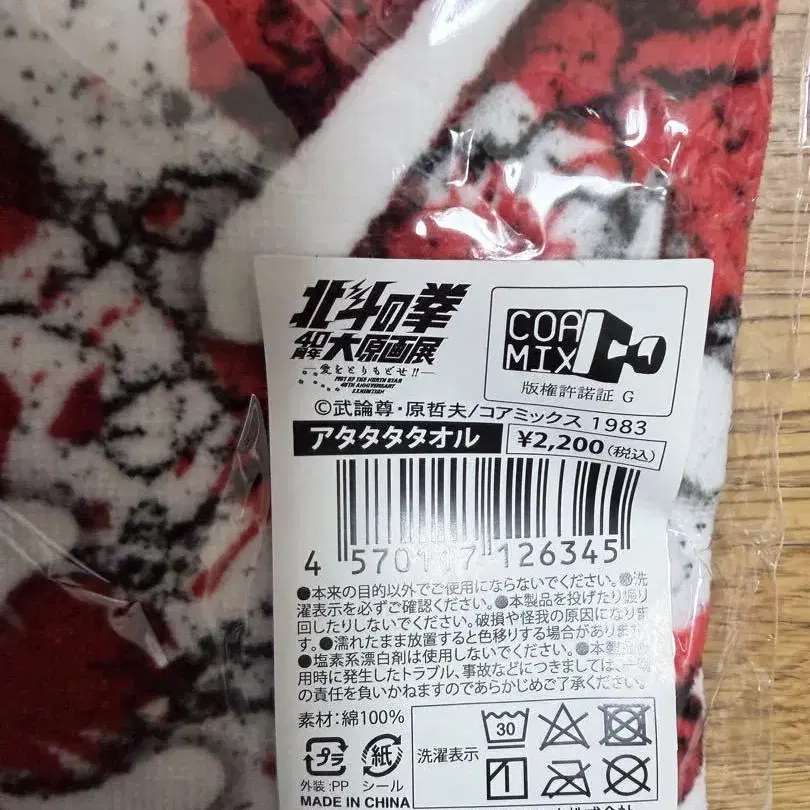 北斗の拳
40周年 大原画展
愛をとりもどせ!!
FIST OF THE NORTH STAR
40TH ANNIVERSARY
EXHIBITION
COA
MIX
版権許諾証 G
©武論尊・原哲夫/コアミックス 1983
アタタタタオル
¥2,200(税込)
4 570117 126345
●本来の目的以外でご使用にならないでください。●洗
濯表示を必ずご確認ください。●本製品を投げたり振り
回したりしないでください。破損や怪我の原因になりま
す。●濡れたまま放置すると色移りする場合があります。
●塩素系漂白剤は使用しないでください。●本製品
用時に発生したトラブル、事故などにつきましては、一切
の責任を負いかねますのであらかじめご了承ください。
素材:綿100%
プラ 紙
外装:PP シール
洗濯表示
30
MADE IN CHINA